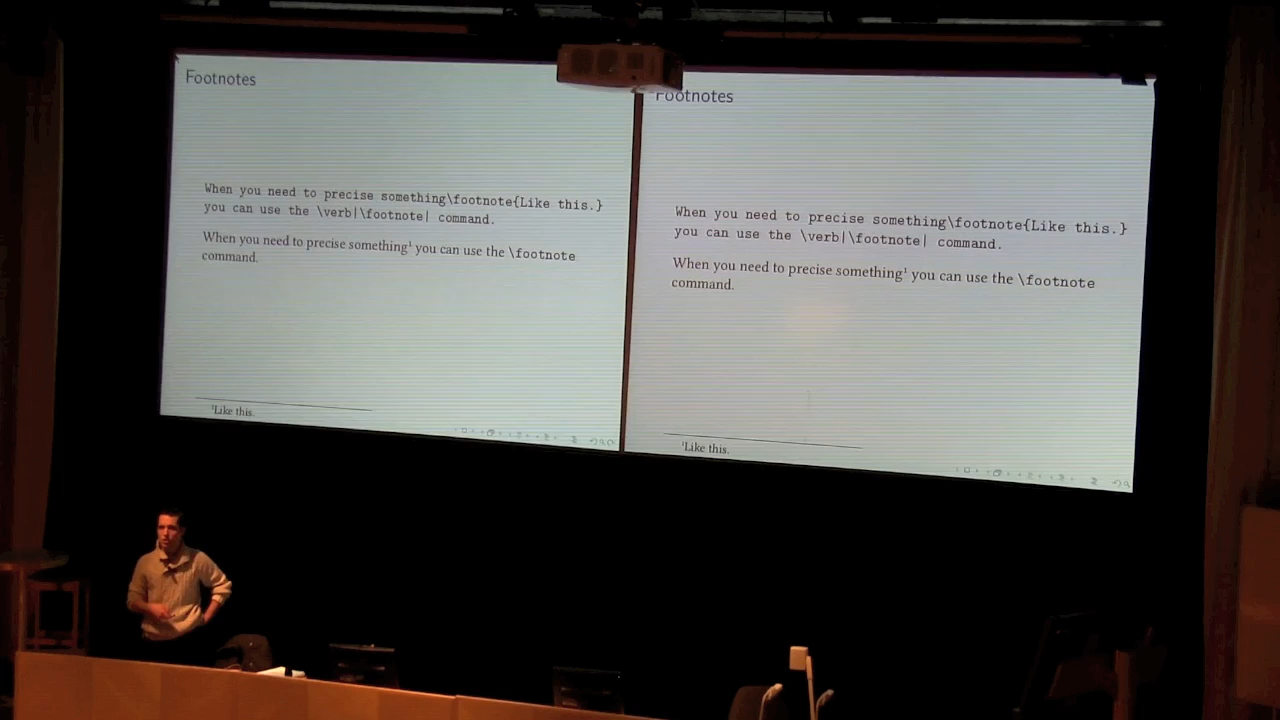 Footnotes
When you need to precise something\footnote{Like this.}
you can use the \verb|\footnote| command.
When you need to precise something¹ you can use the \footnote
command.
¹Like this.
Footnotes
When you need to precise something\footnote{Like this.}
you can use the \verb|\footnote| command.
When you need to precise something¹ you can use the \footnote
command.
¹Like this.